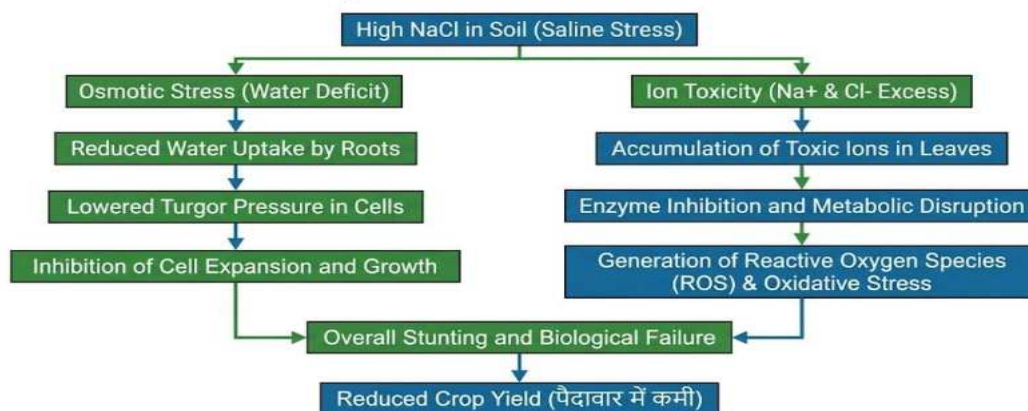 High NaCl in Soil (Saline Stress)
Osmotic Stress (Water Deficit)
Reduced Water Uptake by Roots
Lowered Turgor Pressure in Cells
Inhibition of Cell Expansion and Growth
Ion Toxicity (Na+ & Cl- Excess)
Accumulation of Toxic Ions in Leaves
Enzyme Inhibition and Metabolic Disruption
Generation of Reactive Oxygen Species
(ROS) & Oxidative Stress
Overall Stunting and Biological Failure
Reduced Crop Yield (पैदावार में कमी)